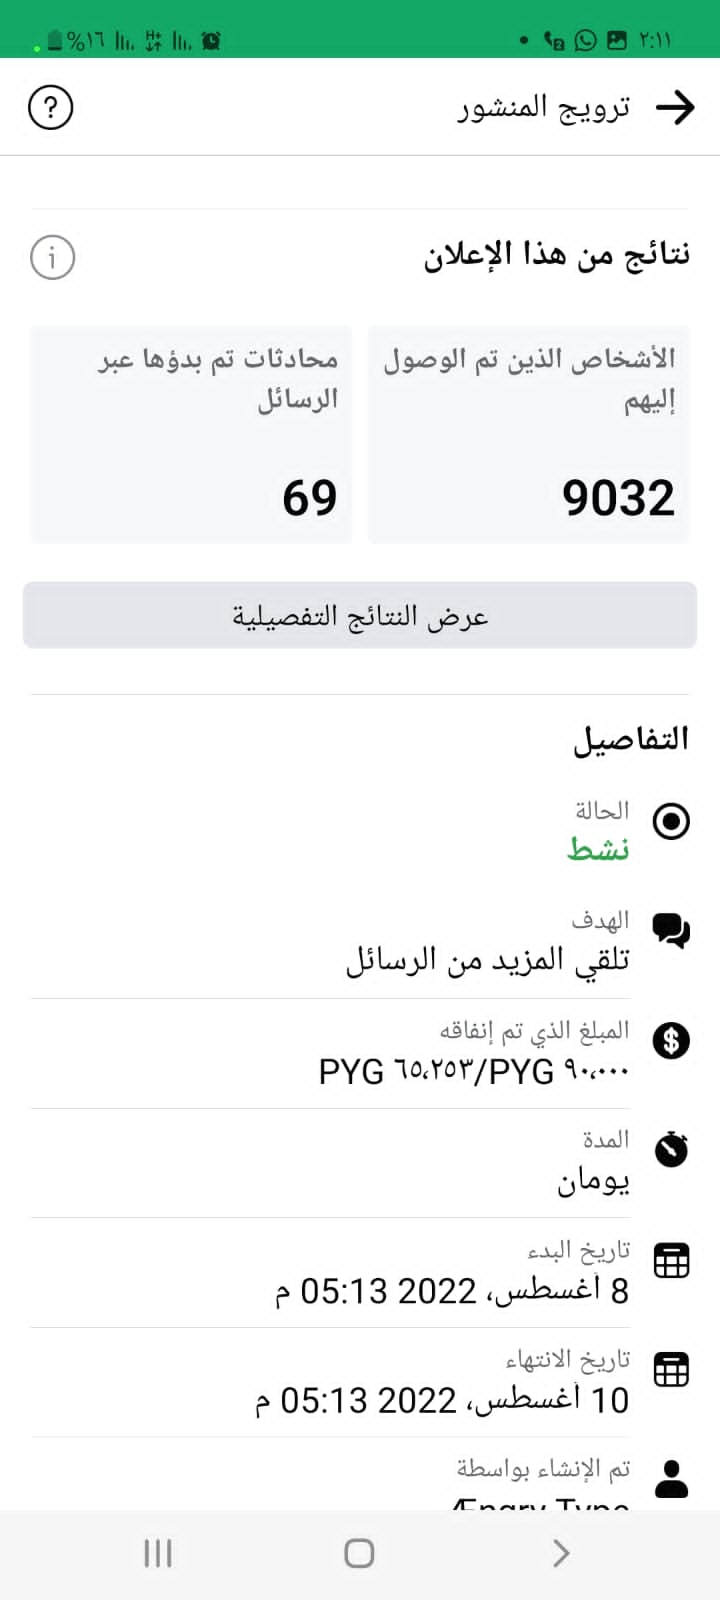 ٢:١١
%١٦
ترويج المنشور
نتائج من هذا الإعلان
الأشخاص الذين تم الوصول
إليهم
9032
محادثات تم بدؤها عبر
الرسائل
69
عرض النتائج التفصيلية
التفاصيل
الحالة
نشط
الهدف
تلقي المزيد من الرسائل
المبلغ الذي تم إنفاقه
PYG ٦٥،٢٥٣/PYG ٩٠،٠٠٠
المدة
يومان
تاريخ البدء
8 أغسطس، 2022 05:13 م
تاريخ الانتهاء
10 أغسطس، 2022 05:13 م
تم الإنشاء بواسطة